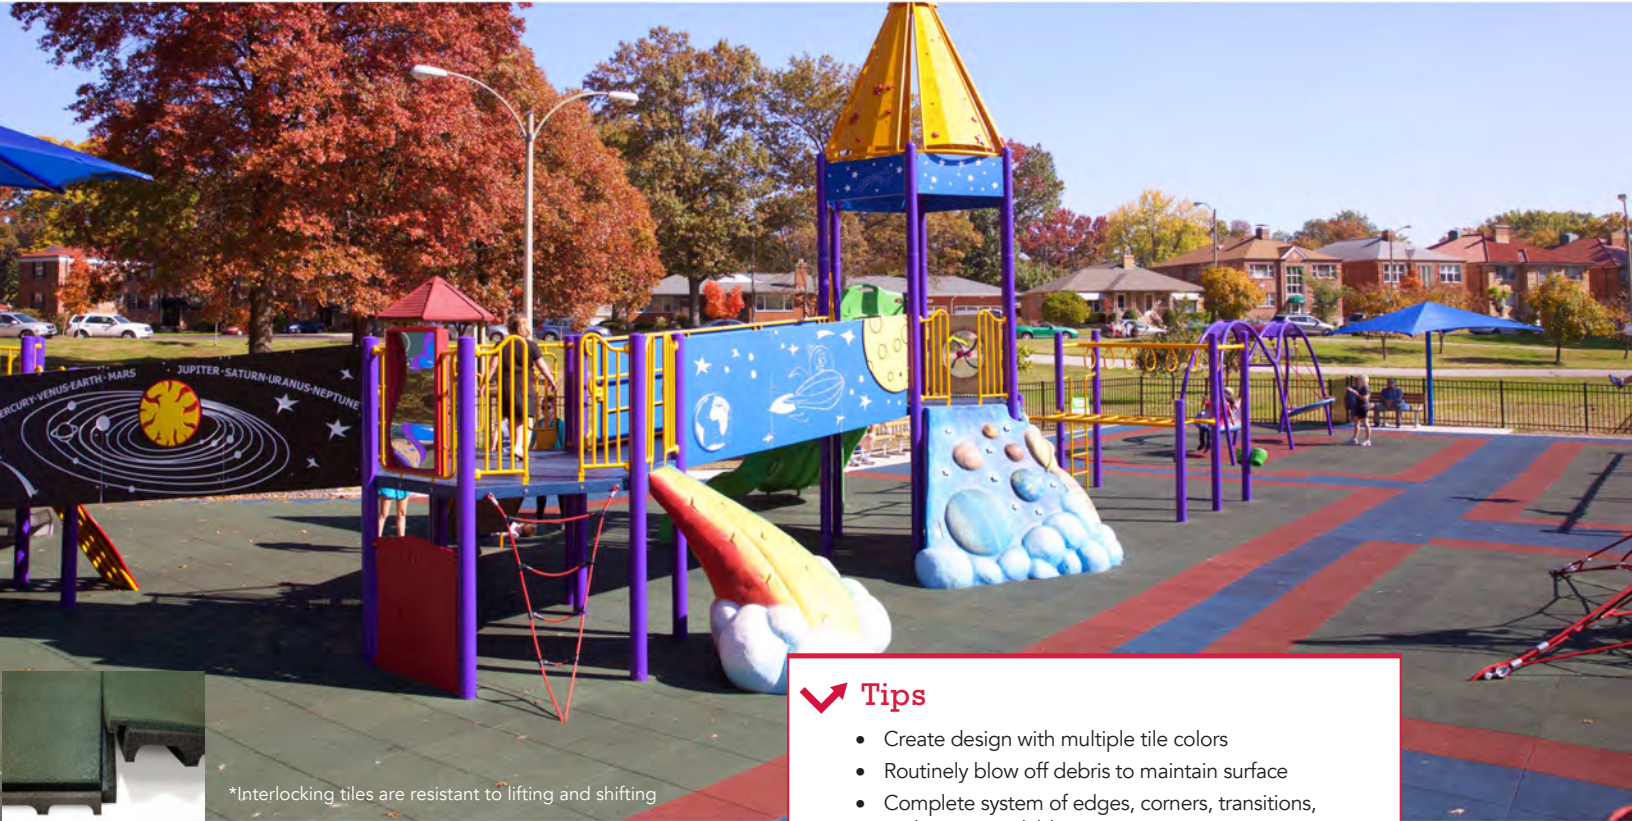 ERCURY·VENUS·EARTH·MARS
JUPITER·SATURN·URANUS·NEPTUNE
Tips
• Create design with multiple tile colors
• Routinely blow off debris to maintain surface
• Complete system of edges, corners, transitions,
*Interlocking tiles are resistant to lifting and shifting